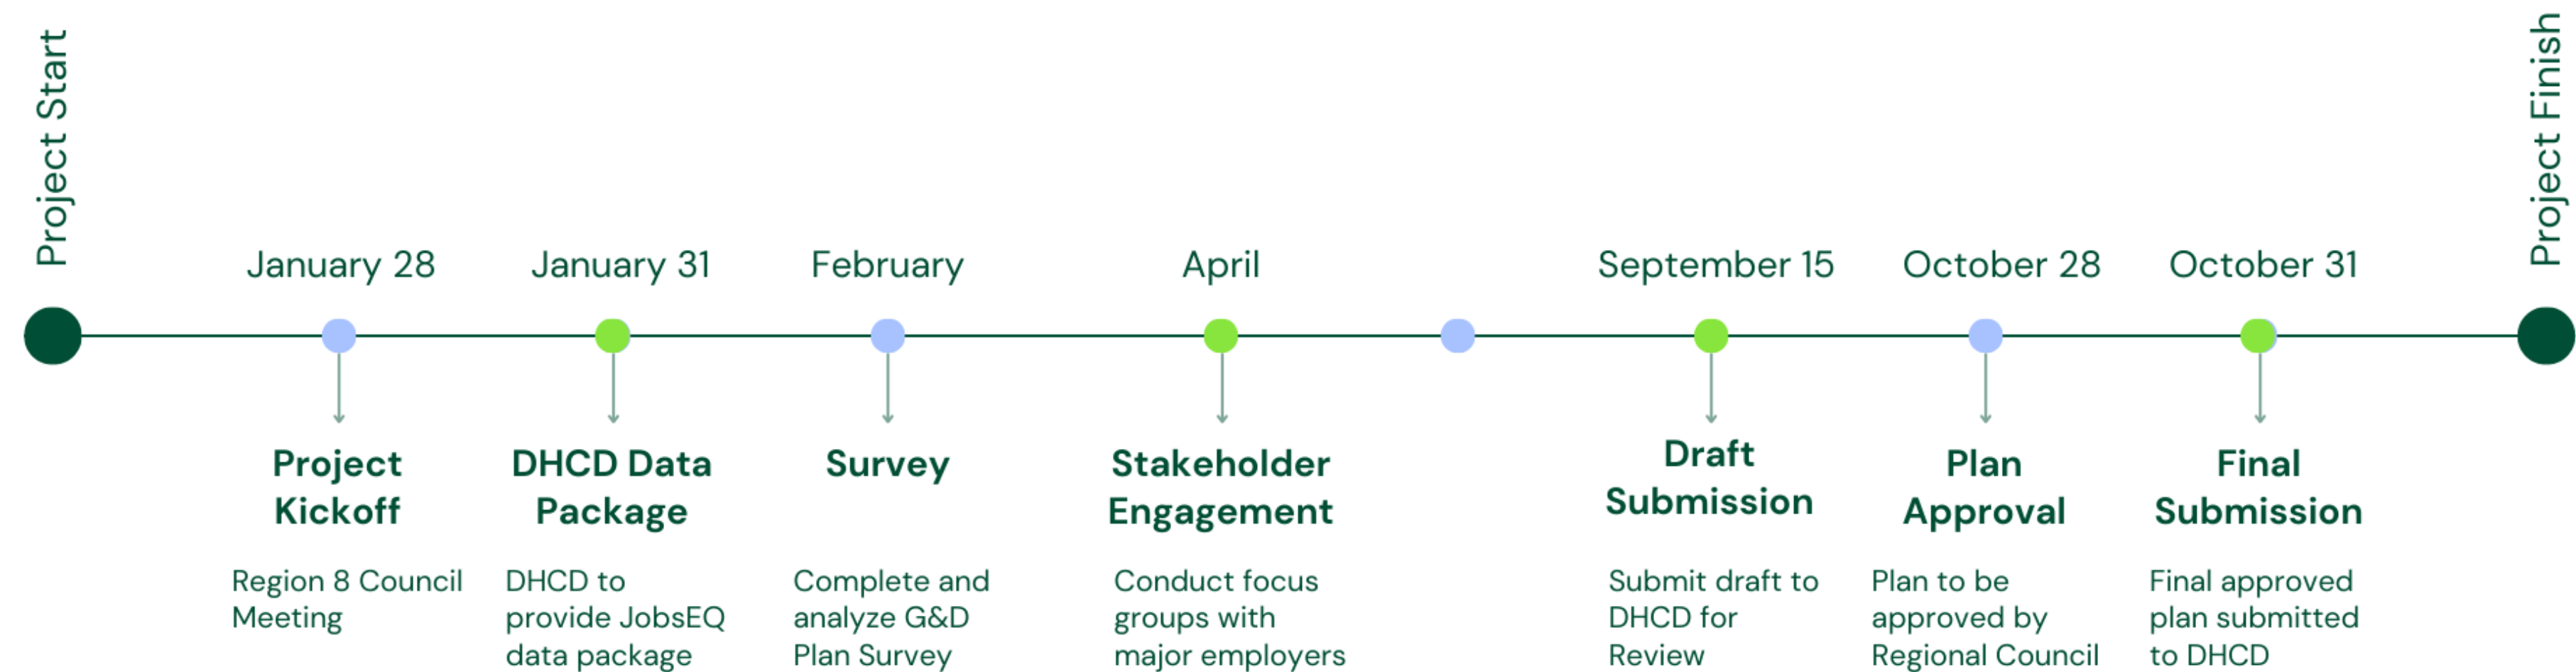 Project Start
Project Finish
January 28
January 31
February
April
September 15
October 28
October 31
Project
Kickoff
Region 8 Council
Meeting
DHCD Data
Package
DHCD to
provide JobsEQ
data package
Survey
Complete and
analyze G&D
Plan Survey
Stakeholder
Engagement
Conduct focus
groups with
major employers
Draft
Submission
Submit draft to
DHCD for
Review
Plan
Approval
Plan to be
approved by
Regional Council
Final
Submission
Final approved
plan submitted
to DHCD